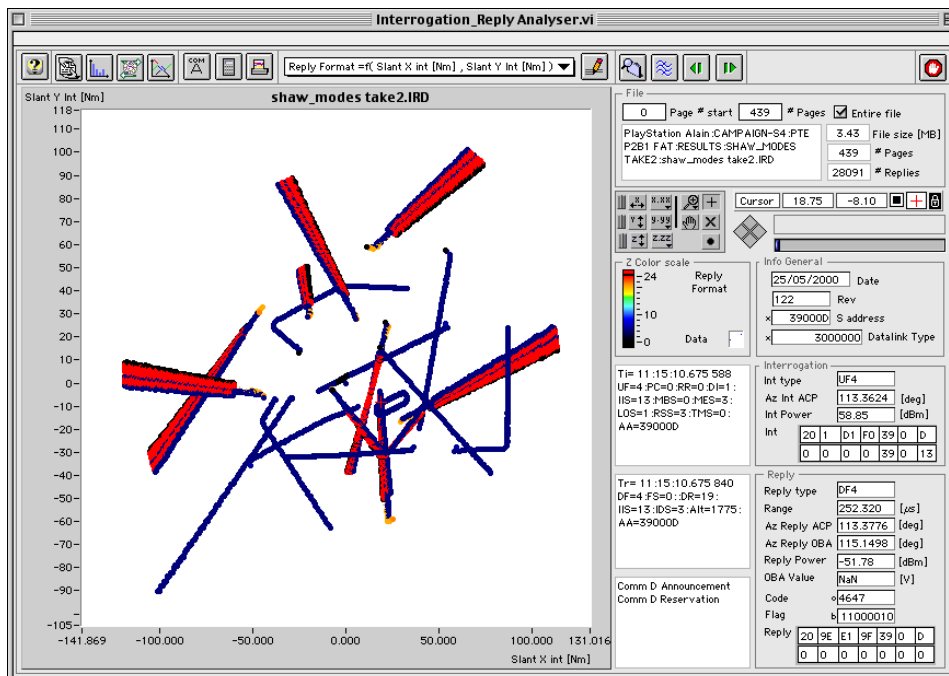 Interrogation_Reply Analyser.vi
COM
Reply Format =f( Slant X int [Nm] , Slant Y Int [Nm] )
Slant Y Int [Nm]
shaw_modes take2.IRD
118
110
100
80
60
50
40
30
20
10
0
-10
-20
-30
-40
-50
-60
-70
-80
-90
-105
-141.869
-100.000
-50.000
0.000
50.000
100.000
131.016
Slant X int [Nm]
File
0 Page # start 439 # Pages Entire file
PlayStation Alain :CAMPAIGN-S4 :PTE
P2B1 FAT :RESULTS :SHAW_MODES
TAKE2 :shaw_modes take2.IRD
3.43 File size [MB]
439 # Pages
28091 # Replies
X x.xx
Y y.yy
Z z.zz
Cursor 18.75 -8.10
Z Color scale
24
10
0
Reply
Format
Data
Info General
25/05/2000 Date
122 Rev
x 39000D S address
x 3000000 Datalink Type
Ti= 11 :15 :10.675 588
UF=4 :PC=0 :RR=0 :DI=1 :
IIS=13 :MBS=0 :MES=3 :
LOS=1 :RSS=3 :TMS=0 :
AA=39000D
Interrogation
Int type UF4
Az Int ACP 113.3624 [deg]
Int Power 58.85 [dBm]
Int 20 1 D1 F0 39 0 D
0 0 0 0 39 0 13
Tr= 11 :15 :10.675 840
DF=4 :FS=0 : :DR=19 :
IIS=13 :IDS=3 :Alt=1775 :
AA=39000D
Comm D Announcement
Comm D Reservation
Reply
Reply type DF4
Range 252.320 [µs]
Az Reply ACP 113.3776 [deg]
Az Reply OBA 115.1498 [deg]
Reply Power -51.78 [dBm]
OBA Value NaN [V]
Code o 4647
Flag b 11000010
Reply 20 9E E1 9F 39 0 D
0 0 0 0 0 0 0